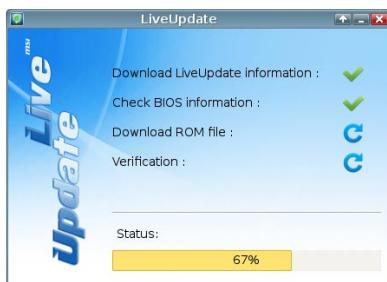 LiveUpdate
msi
Live
Update
Download LiveUpdate information :
Check BIOS information :
Download ROM file :
Verification :
Status:
67%